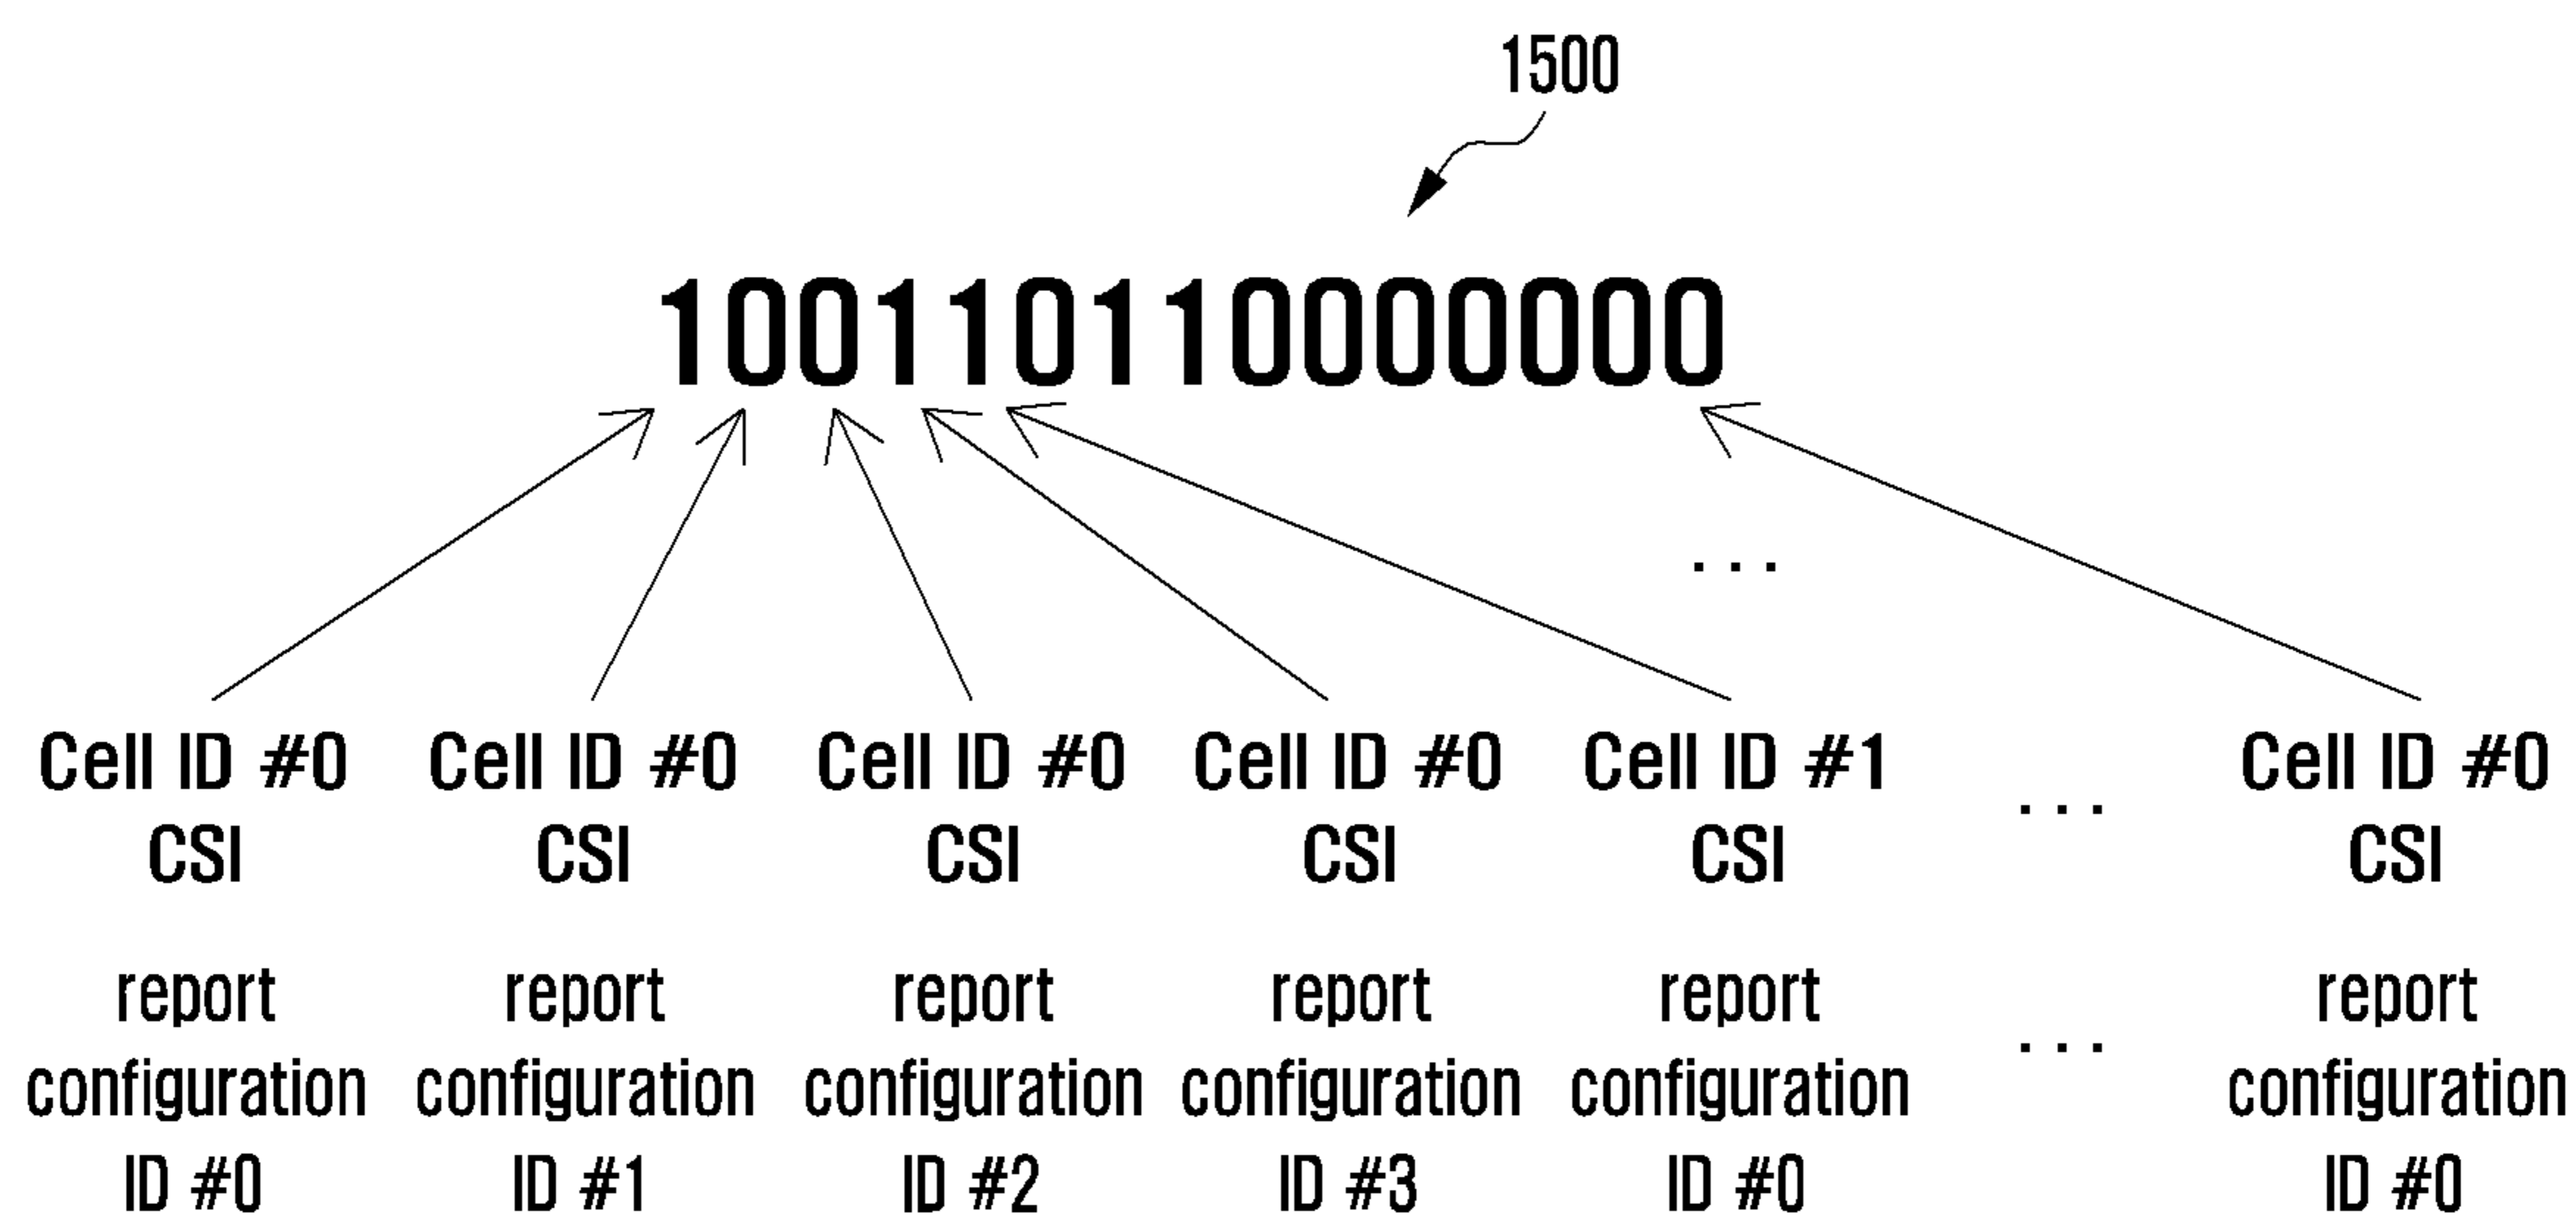 1500
100110110000000
...
Cell ID #0 Cell ID #0 Cell ID #0 Cell ID #0 Cell ID #1 ... Cell ID #0
CSI CSI CSI CSI CSI CSI
report report report report report ... report
configuration configuration configuration configuration configuration configuration
ID #0 ID #1 ID #2 ID #3 ID #0 ID #0